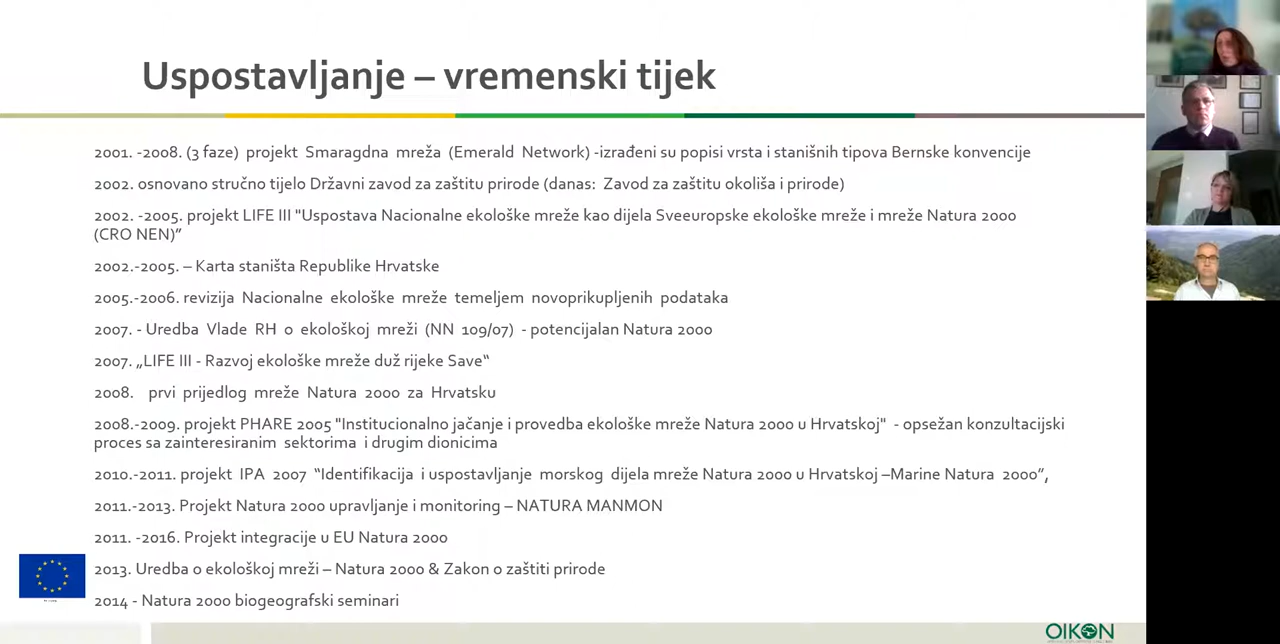 Uspostavljanje – vremenski tijek
2001. -2008. (3 faze) projekt Smaragdna mreža (Emerald Network) -izrađeni su popisi vrsta i stanišnih tipova Bernske konvencije
2002. osnovano stručno tijelo Državni zavod za zaštitu prirode (danas: Zavod za zaštitu okoliša i prirode)
2002. -2005. projekt LIFE III "Uspostava Nacionalne ekološke mreže kao dijela Sveeuropske ekološke mreže i mreže Natura 2000
(CRO NEN)”
2002.-2005. – Karta staništa Republike Hrvatske
2005.-2006. revizija Nacionalne ekološke mreže temeljem novoprikupljenih podataka
2007. - Uredba Vlade RH o ekološkoj mreži (NN 109/07) - potencijalan Natura 2000
2007. „LIFE III - Razvoj ekološke mreže duž rijeke Save“
2008. prvi prijedlog mreže Natura 2000 za Hrvatsku
2008.-2009. projekt PHARE 2005 "Institucionalno jačanje i provedba ekološke mreže Natura 2000 u Hrvatskoj" - opsežan konzultacijski
proces sa zainteresiranim sektorima i drugim dionicima
2010.-2011. projekt IPA 2007 “Identifikacija i uspostavljanje morskog dijela mreže Natura 2000 u Hrvatskoj –Marine Natura 2000”,
2011.-2013. Projekt Natura 2000 upravljanje i monitoring – NATURA MANMON
2011. -2016. Projekt integracije u EU Natura 2000
2013. Uredba o ekološkoj mreži – Natura 2000 & Zakon o zaštiti prirode
2014 - Natura 2000 biogeografski seminari
OIKON